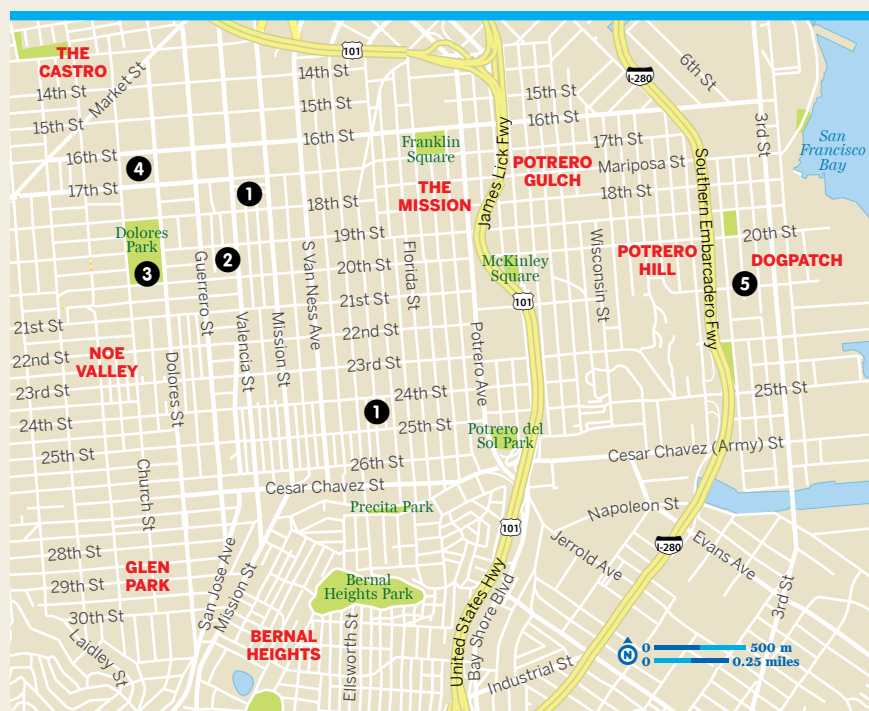 101
THE
CASTRO
14th St
6th St
I-280
Market St
14th St
15th St
15th St
16th St
3rd St
15th St
16th St
17th St
San
Francisco
Bay
Franklin
Square
James Lick Fwy
POTRERO
GULCH
Mariposa St
16th St
4
17th St
1
THE
MISSION
18th St
18th St
Southern Embarcadero Fwy
Dolores
Park
3
Guerrero St
2
19th St
S Van Ness Ave
20th St
Florida St
McKinley
Square
Wisconsin St
POTRERO
HILL
20th St
DOGPATCH
5
101
21st St
21st St
Valencia St
Mission St
22nd St
Potrero Ave
22nd St
NOE
VALLEY
Dolores St
23rd St
23rd St
24th St
25th St
1
24th St
25th St
Potrero del
Sol Park
Cesar Chavez (Army) St
25th St
26th St
Church St
Cesar Chavez St
Precita Park
Napoleon St
101
28th St
San Jose Ave
Mission St
Jerrold Ave
I-280
Evans Ave
29th St
GLEN
PARK
Bernal
Heights Park
United States Hwy
Bay Shore Blvd
3rd St
30th St
Laidley St
BERNAL
HEIGHTS
Ellsworth St
Industrial St
N
0 500 m
0 0.25 miles